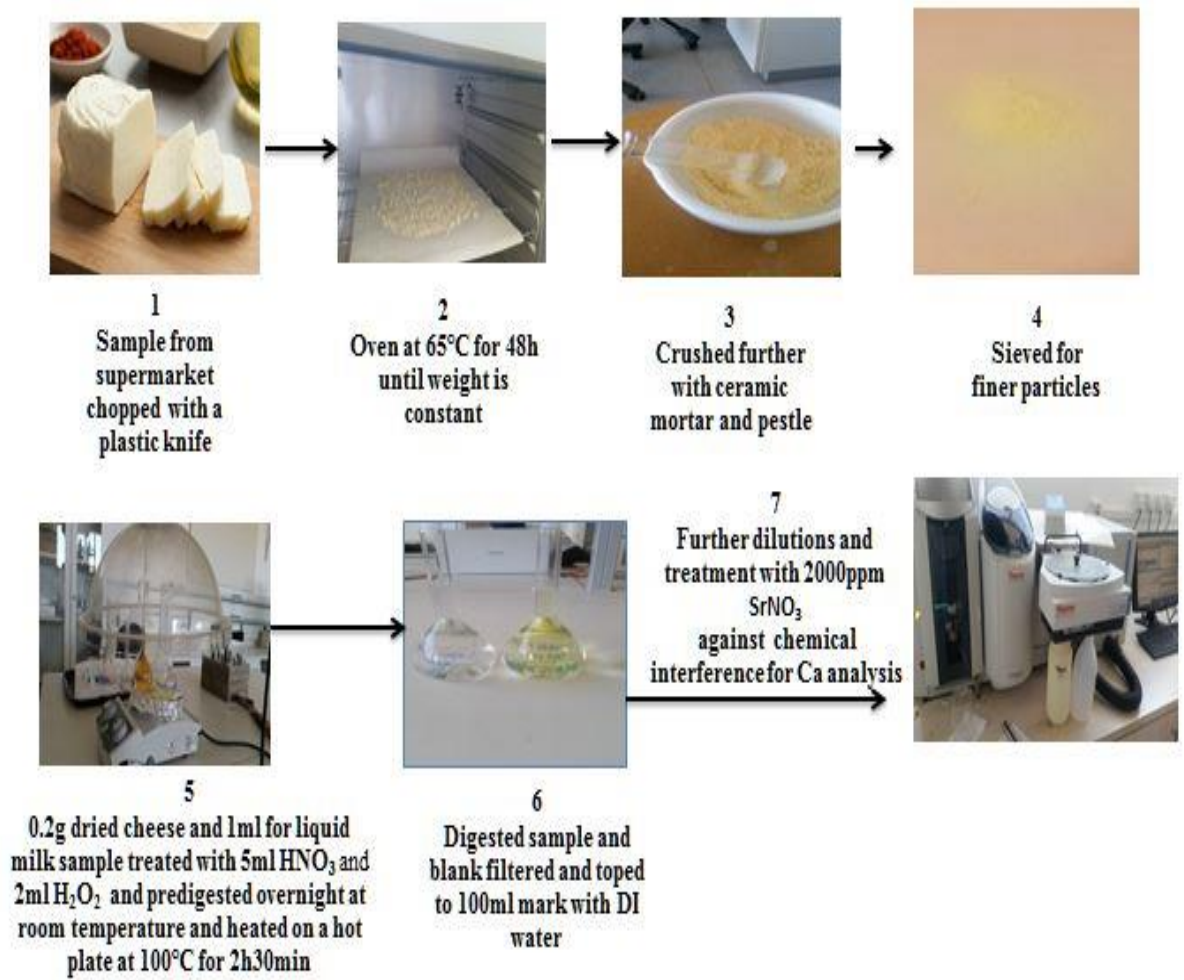 1
Sample from
supermarket
chopped with a
plastic knife
2
Oven at 65°C for 48h
until weight is
constant
3
Crushed further
with ceramic
mortar and pestle
4
Sieved for
finer particles
5
0.2g dried cheese and 1ml for liquid
milk sample treated with 5ml HNO₃ and
2ml H₂O₂ and predigested overnight at
room temperature and heated on a hot
plate at 100°C for 2h30min
6
Digested sample and
blank filtered and toped
to 100ml mark with DI
water
7
Further dilutions and
treatment with 2000ppm
SrNO₃
against chemical
interference for Ca analysis